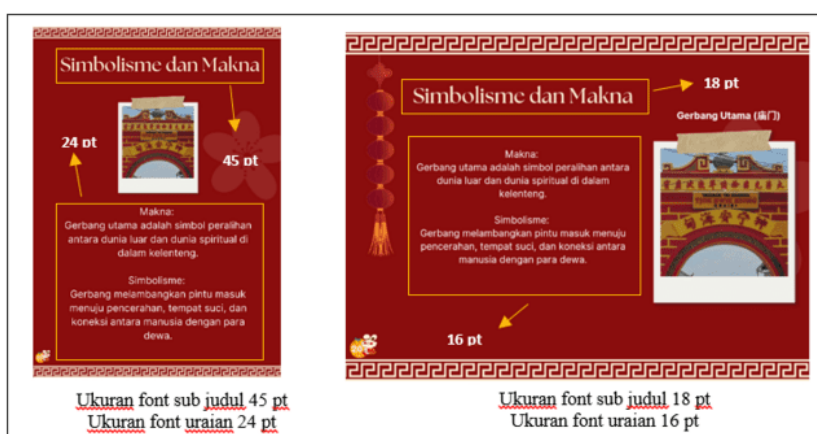 Simbolisme dan Makna
24 pt
45 pt
Makna:
Gerbang utama adalah simbol peralihan
antara dunia luar dan dunia spiritual di
dalam kelenteng.
Simbolisme:
Gerbang melambangkan pintu masuk
menuju pencerahan, tempat suci, dan
koneksi antara manusia dengan para
dewa.
Ukuran font sub judul 45 pt
Ukuran font uraian 24 pt
Simbolisme dan Makna
18 pt
Gerbang Utama (庙门)
Makna:
Gerbang utama adalah simbol peralihan antara
dunia luar dan dunia spiritual di dalam
kelenteng.
Simbolisme:
Gerbang melambangkan pintu masuk menuju
pencerahan, tempat suci, dan koneksi antara
manusia dengan para dewa.
16 pt
Ukuran font sub judul 18 pt
Ukuran font uraian 16 pt